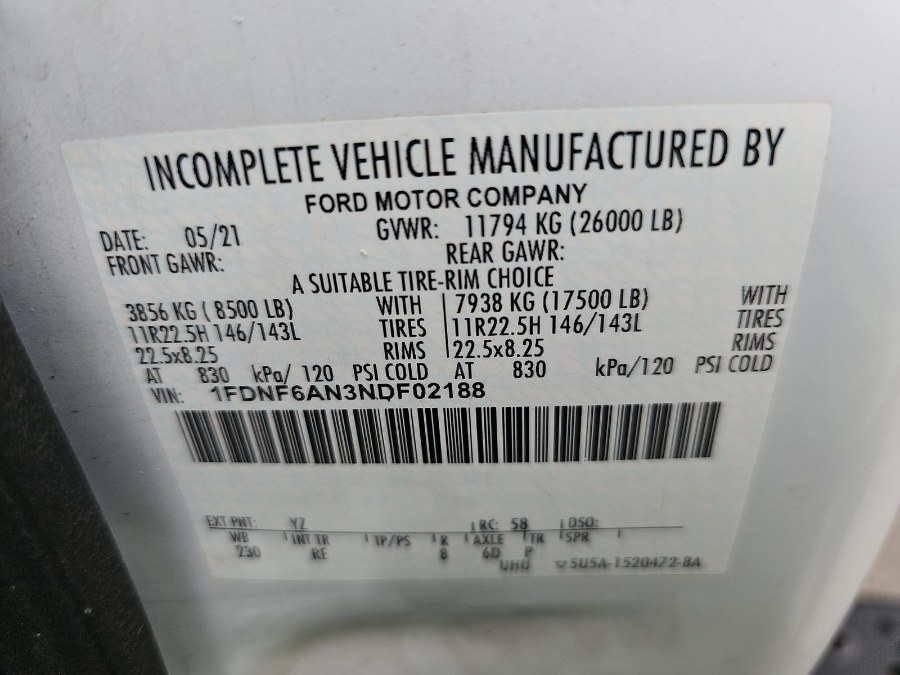 INCOMPLETE VEHICLE MANUFACTURED BY
FORD MOTOR COMPANY
DATE: 05/21 GVWR: 11794 KG (26000 LB)
FRONT GAWR: REAR GAWR:
A SUITABLE TIRE-RIM CHOICE
3856 KG ( 8500 LB) WITH 7938 KG (17500 LB) WITH
11R22.5H 146/143L TIRES 11R22.5H 146/143L TIRES
22.5x8.25 RIMS 22.5x8.25 RIMS
AT 830 kPa/ 120 PSI COLD AT 830 kPa/120 PSI COLD
VIN: 1FDNF6AN3NDF02188
EXT PNT: YZ RC: 58 DSO:
WB INT TR TP/PS R AXLE TR SPR
230 RE 8 6D P
UHU 5U5A-1520472-BA